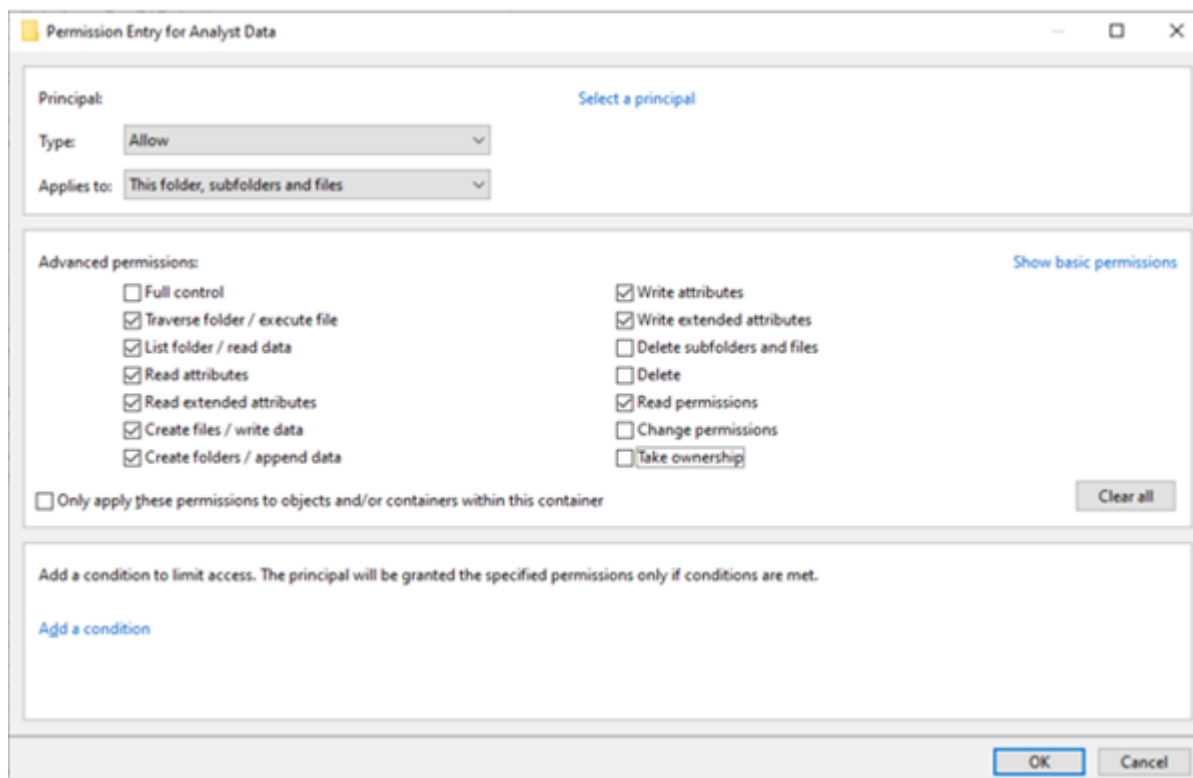 Permission Entry for Analyst Data
Principal: Select a principal
Type: Allow
Applies to: This folder, subfolders and files
Advanced permissions: Show basic permissions
Full control Write attributes
Traverse folder / execute file Write extended attributes
List folder / read data Delete subfolders and files
Read attributes Delete
Read extended attributes Read permissions
Create files / write data Change permissions
Create folders / append data Take ownership
Only apply these permissions to objects and/or containers within this container Clear all
Add a condition to limit access. The principal will be granted the specified permissions only if conditions are met.
Add a condition
OK Cancel